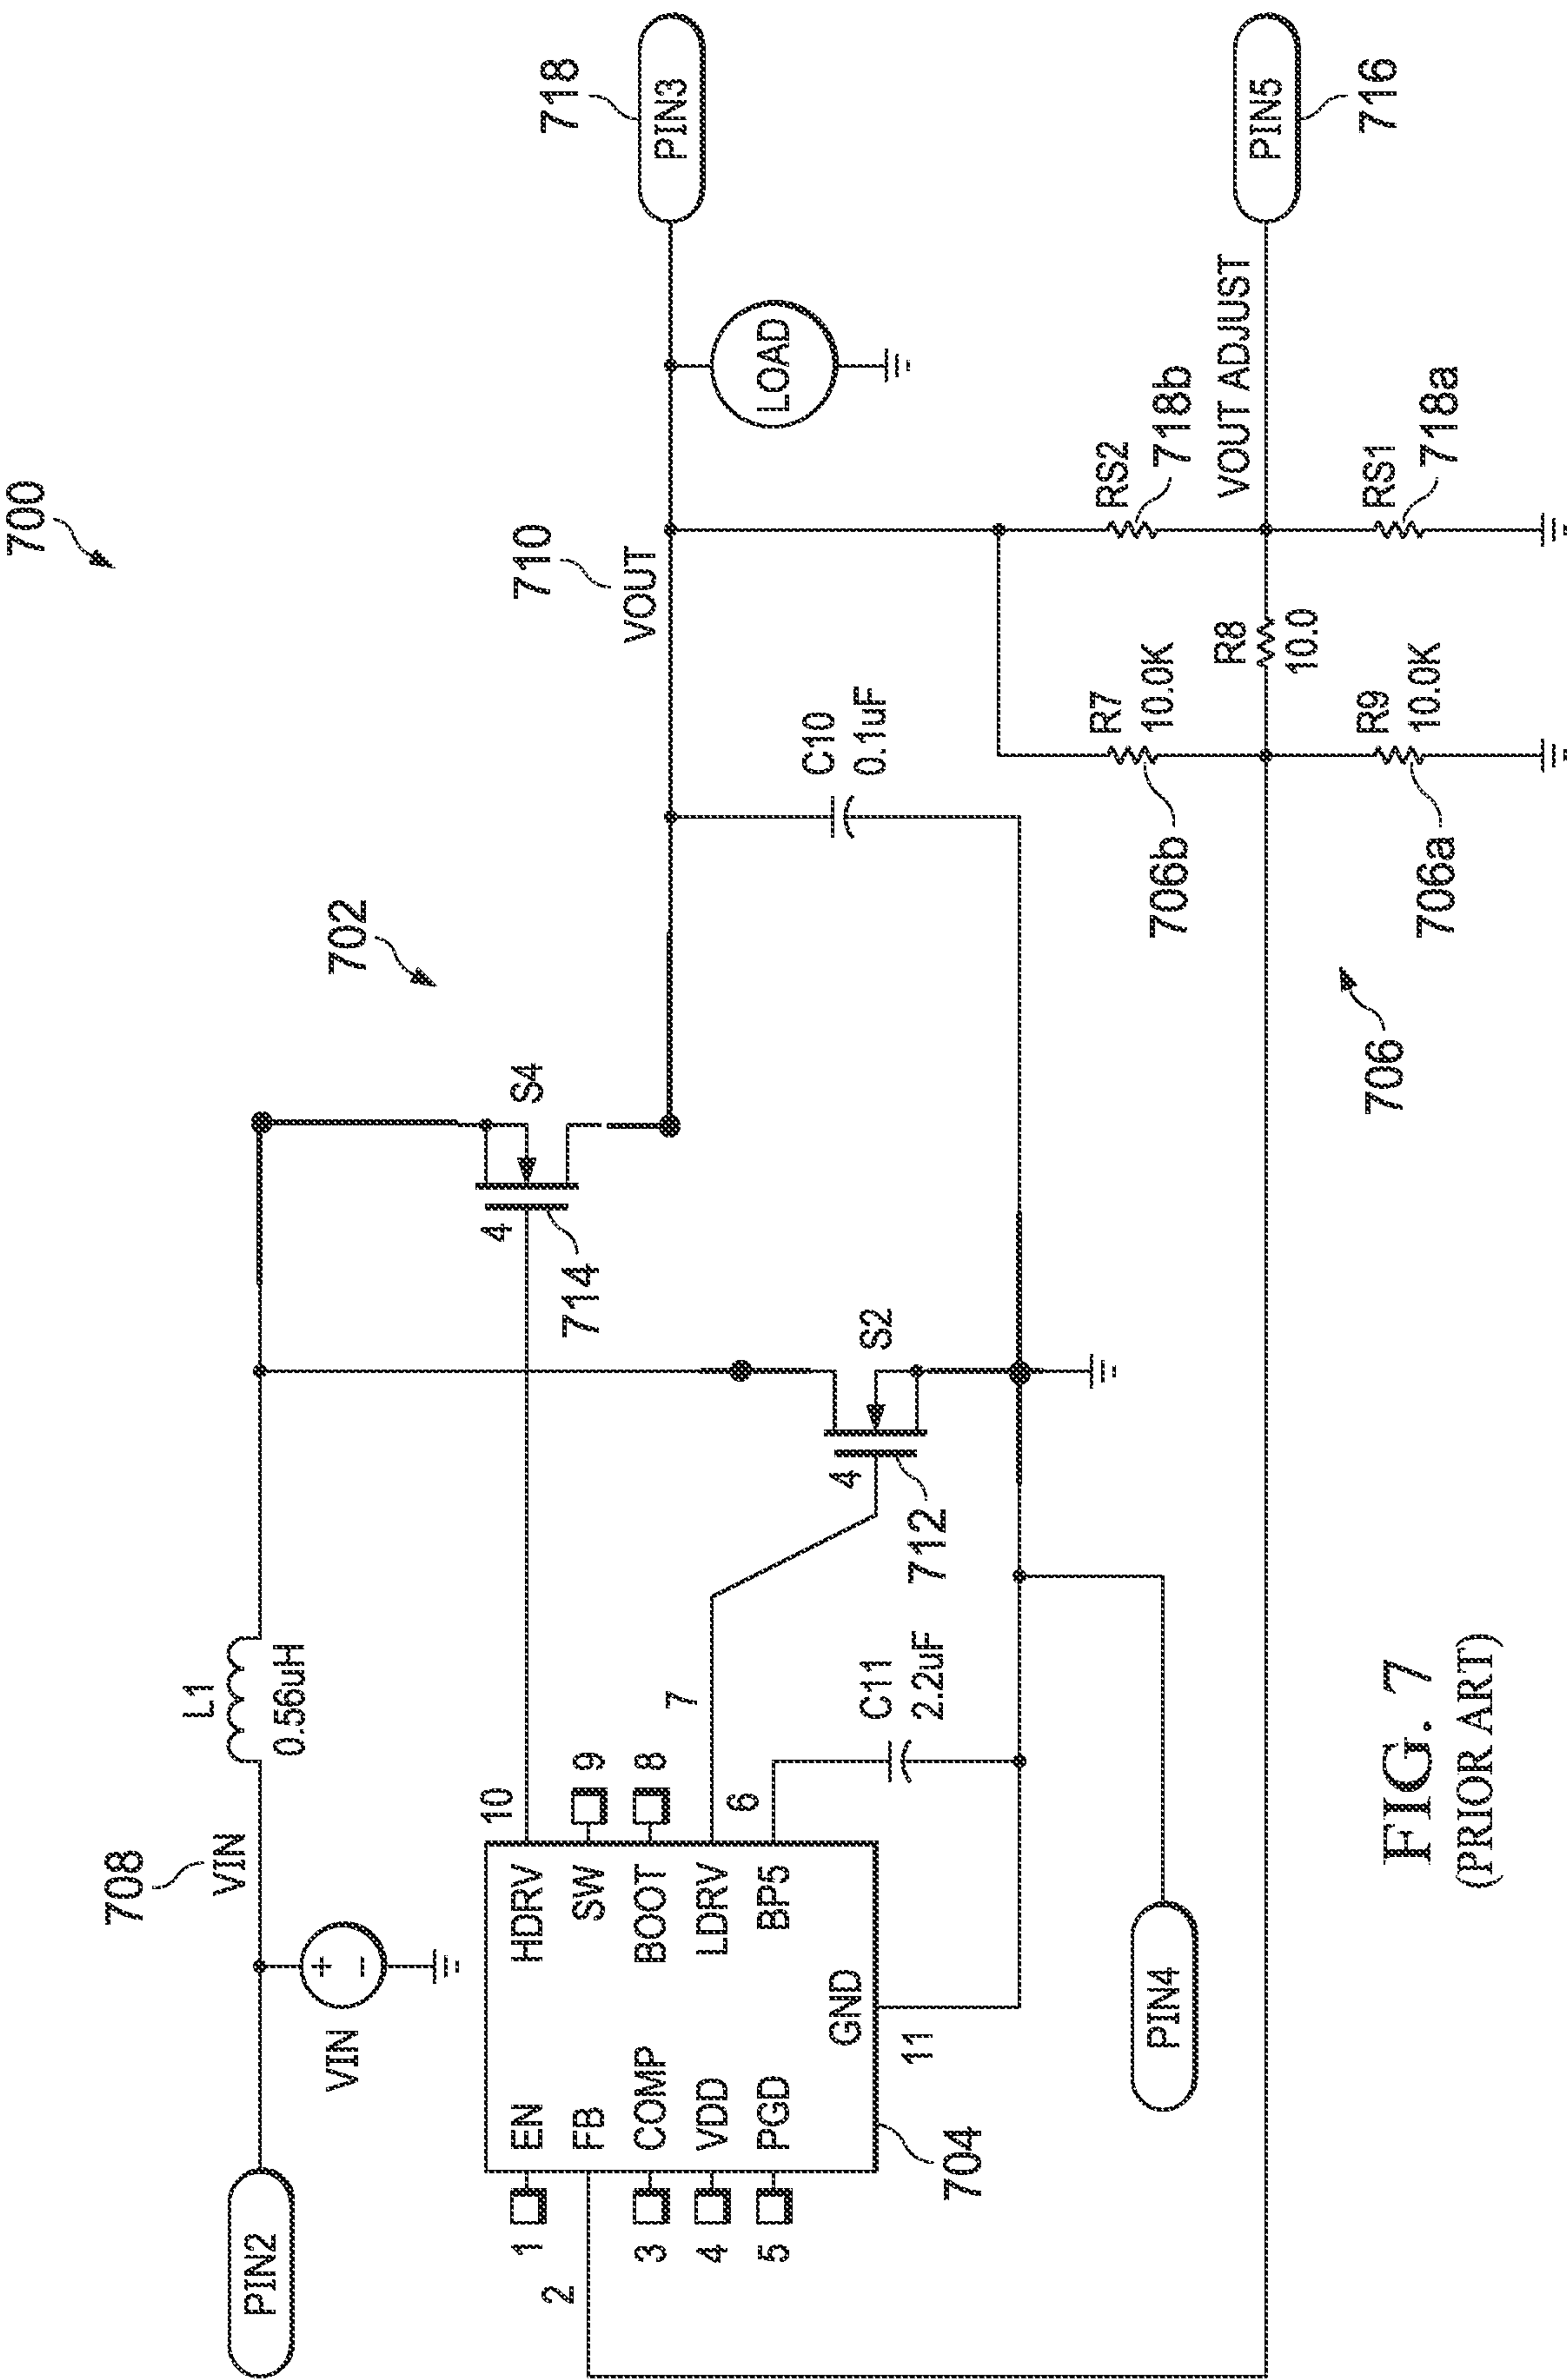 700
702
708
VIN
L1
0.56uH
PIN2
VIN
+
−
710
VOUT
718
PIN3
S4
4
714
LOAD
10
HDRV
9
SW
8
BOOT
7
LDRV
6
BP5
GND
11
1
EN
2
FB
3
COMP
4
VDD
5
PGD
704
S2
4
712
C10
0.1uF
C11
2.2uF
PIN4
R7
10.0K
706b
RS2
718b
R8
10.0
VOUT ADJUST
PIN5
716
R9
10.0K
706a
RS1
718a
706
FIG. 7
(PRIOR ART)